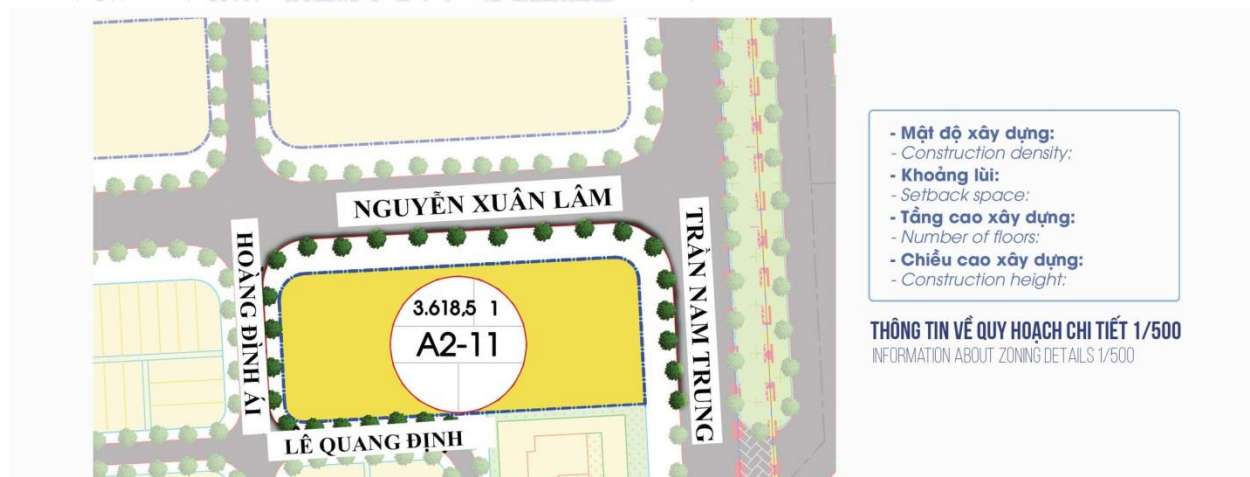 NGUYỄN XUÂN LÂM
HOÀNG ĐÌNH ÁI
TRẦN NAM TRUNG
3.618,5 1
A2-11
LÊ QUANG ĐỊNH
- Mật độ xây dựng:
- Construction density:
- Khoảng lùi:
- Setback space:
- Tầng cao xây dựng:
- Number of floors:
- Chiều cao xây dựng:
- Construction height:
THÔNG TIN VỀ QUY HOẠCH CHI TIẾT 1/500
INFORMATION ABOUT ZONING DETAILS 1/500